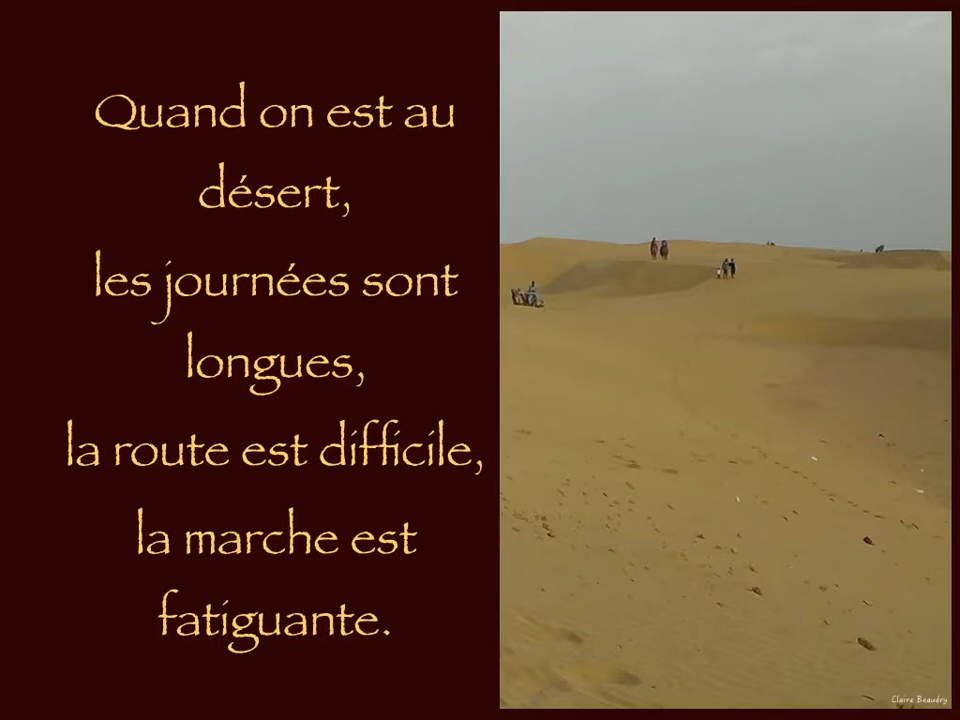 Quand on est au
désert,
les journées sont
longues,
la route est difficile,
la marche est
fatiguante.
Claire Beaudry